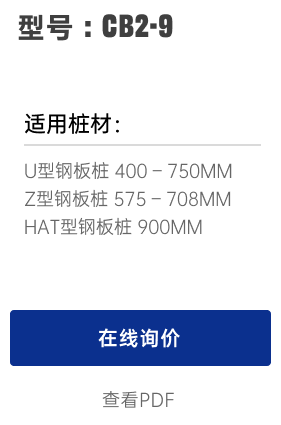 型号：CB2-9
适用桩材：
U型钢板桩 400 – 750MM
Z型钢板桩 575 – 708MM
HAT型钢板桩 900MM
在线询价
查看PDF